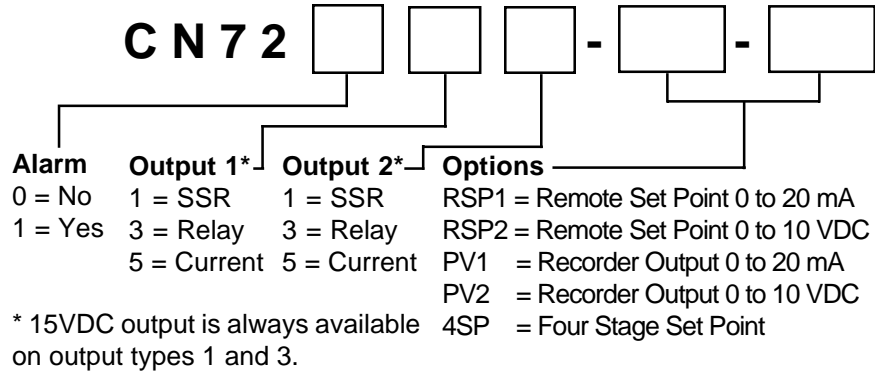 CN72 - -
Alarm Output 1* Output 2* Options
0 = No 1 = SSR 1 = SSR RSP1 = Remote Set Point 0 to 20 mA
1 = Yes 3 = Relay 3 = Relay RSP2 = Remote Set Point 0 to 10 VDC
5 = Current 5 = Current PV1 = Recorder Output 0 to 20 mA
PV2 = Recorder Output 0 to 10 VDC
* 15VDC output is always available 4SP = Four Stage Set Point
on output types 1 and 3.